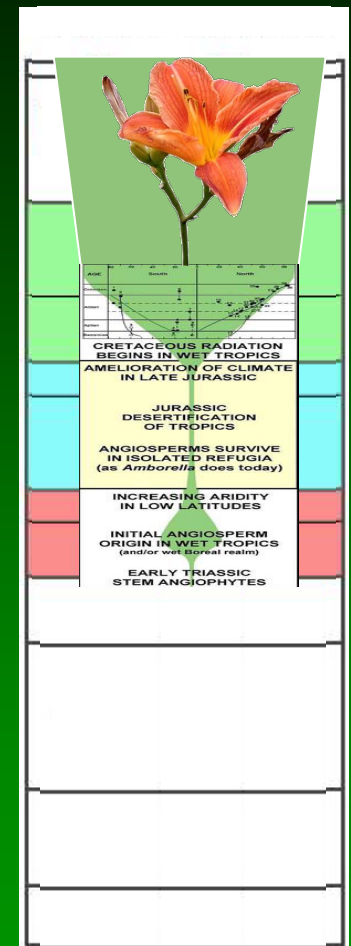 AGE
South
North
CRETACEOUS RADIATION
BEGINS IN WET TROPICS
AMELIORATION OF CLIMATE
IN LATE JURASSIC
JURASSIC
DESERTIFICATION
OF TROPICS
ANGIOSPERMS SURVIVE
IN ISOLATED REFUGIA
(as Amborella does today)
INCREASING ARIDITY
IN LOW LATITUDES
INITIAL ANGIOSPERM
ORIGIN IN WET TROPICS
(and/or wet Boreal realm)
EARLY TRIASSIC
STEM ANGIOPHYTES